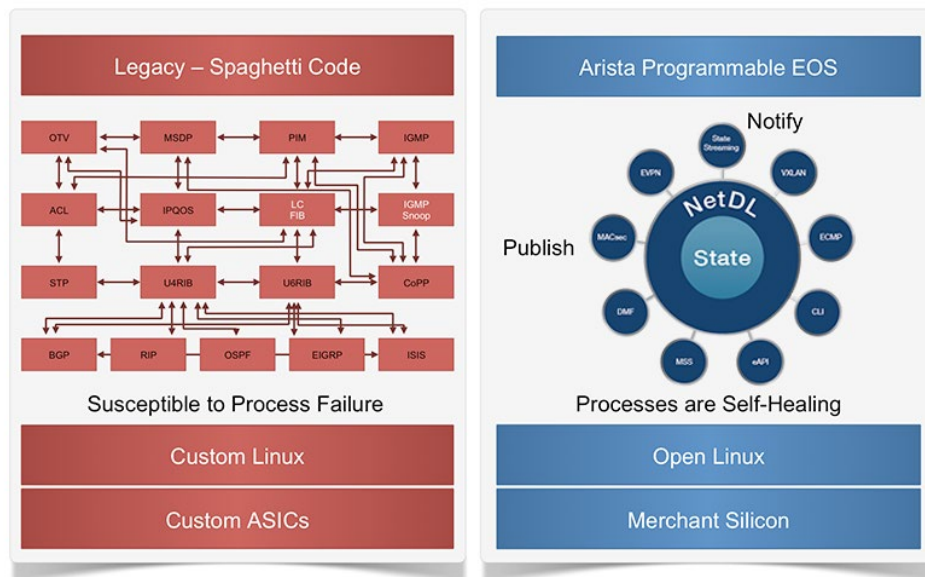 Legacy – Spaghetti Code
OTV
MSDP
PIM
IGMP
ACL
IPQOS
LC
FIB
IGMP
Snoop
STP
U4RIB
U6RIB
CoPP
BGP
RIP
OSPF
EIGRP
ISIS
Susceptible to Process Failure
Custom Linux
Custom ASICs
Arista Programmable EOS
Notify
State
Streaming
EVPN
VXLAN
NetDL
MACsec
State
ECMP
Publish
DMF
CLI
MSS
eAPI
Processes are Self-Healing
Open Linux
Merchant Silicon